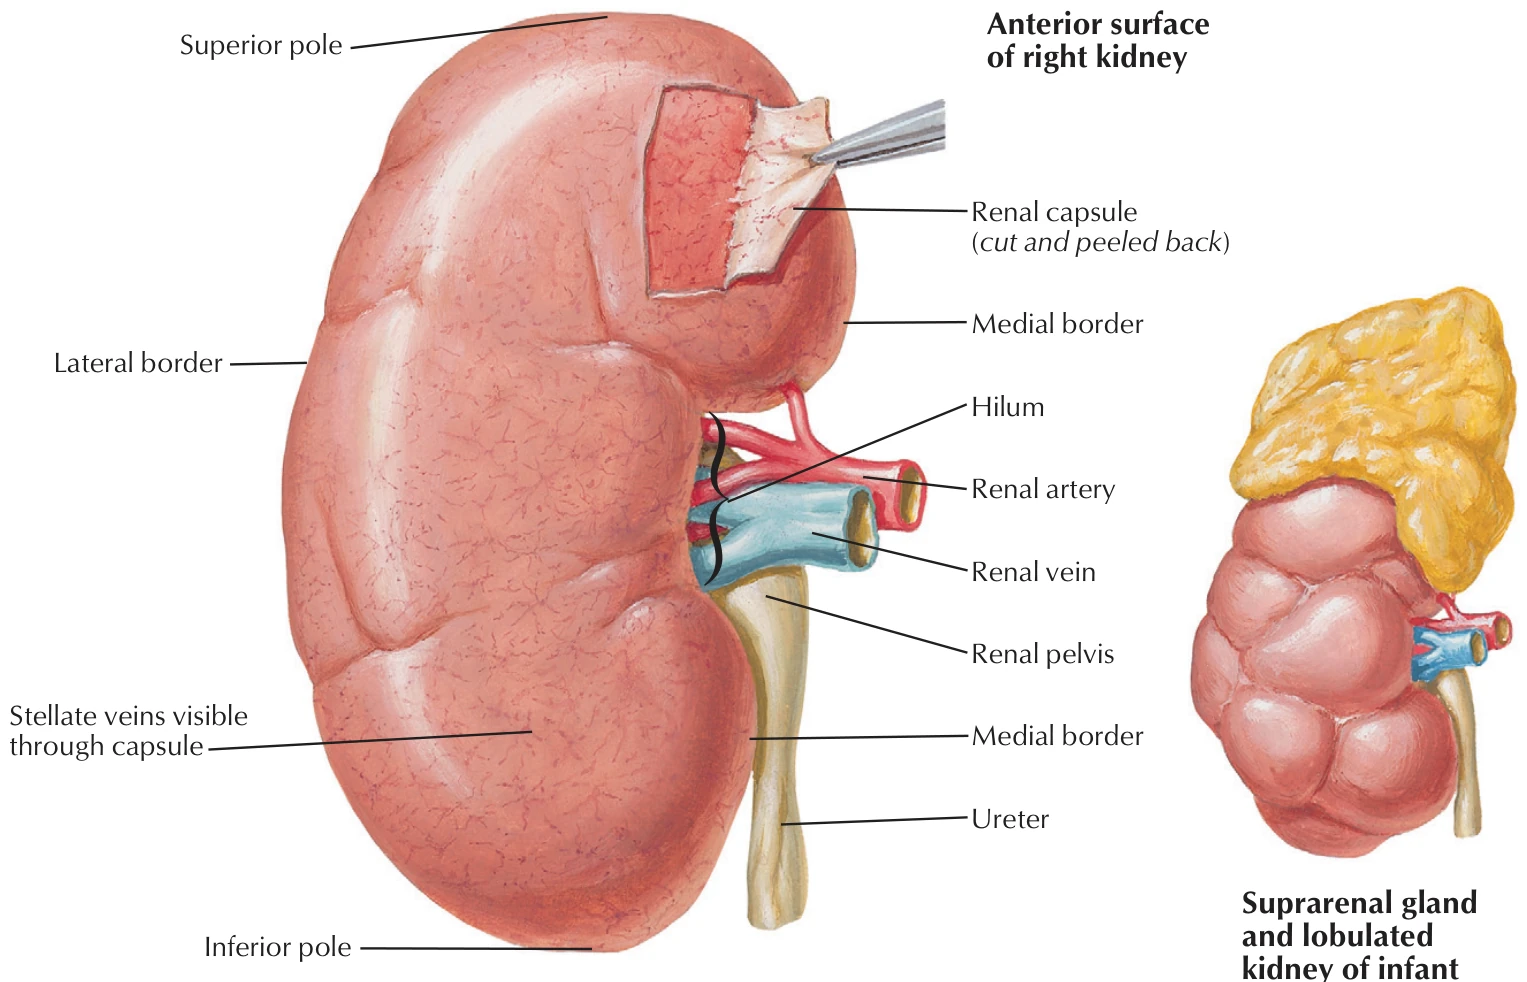 Anterior surface
of right kidney
Superior pole
Renal capsule
(cut and peeled back)
Medial border
Lateral border
Hilum
Renal artery
Renal vein
Renal pelvis
Stellate veins visible
through capsule
Medial border
Ureter
Inferior pole
Suprarenal gland
and lobulated
kidney of infant